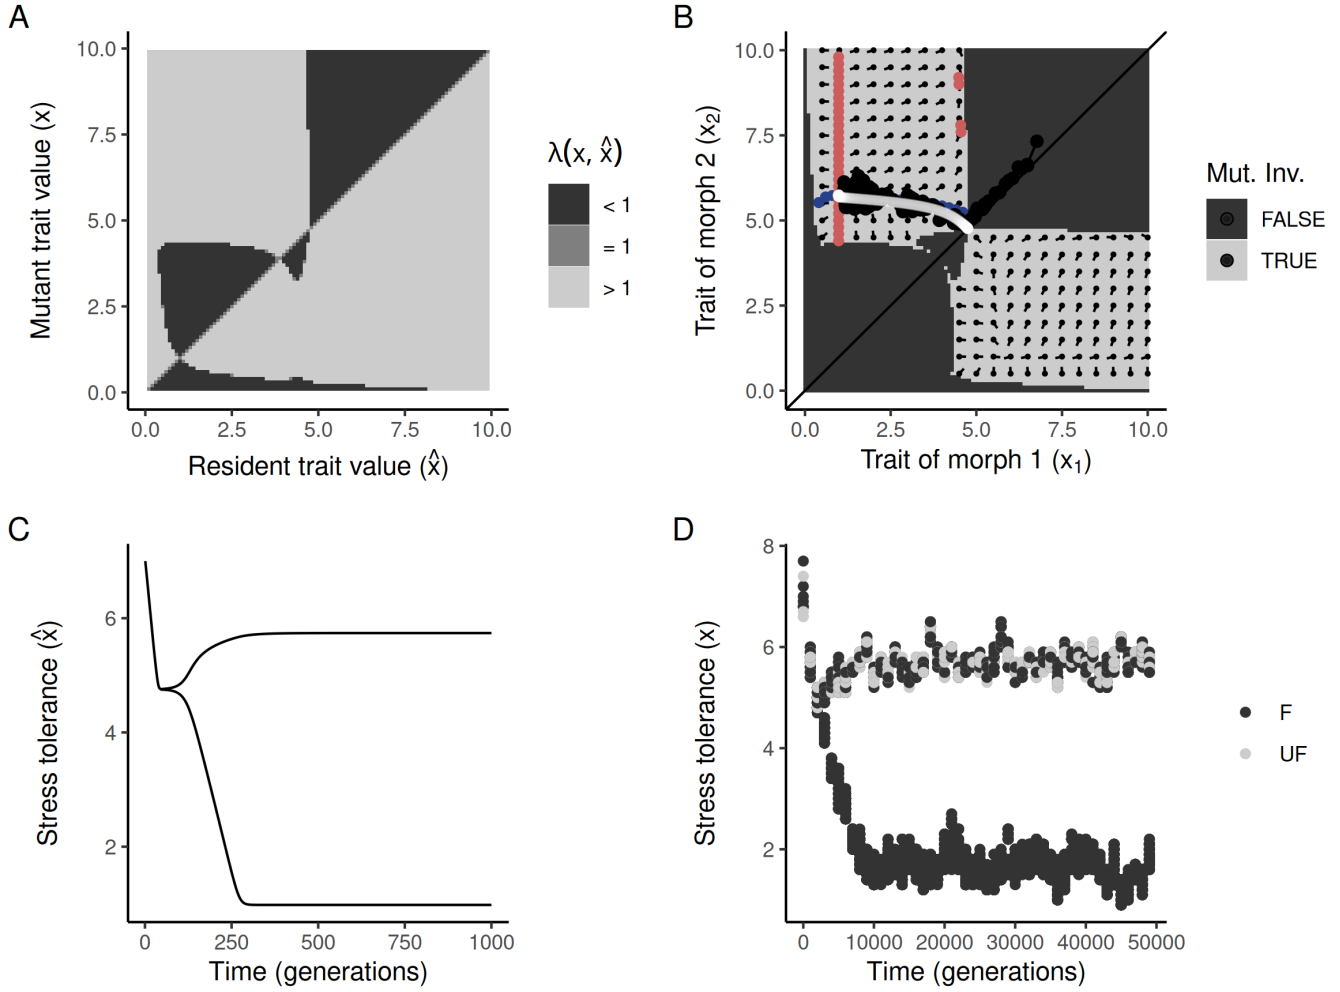 A
Mutant trait value (x)
10.0
7.5
5.0
2.5
0.0
0.0 2.5 5.0 7.5 10.0
Resident trait value (x̂)
λ(x, x̂)
< 1
= 1
> 1
B
Trait of morph 2 (x₂)
10.0
7.5
5.0
2.5
0.0
0.0 2.5 5.0 7.5 10.0
Trait of morph 1 (x₁)
Mut. Inv.
FALSE
TRUE
C
Stress tolerance (x̂)
6
4
2
0 250 500 750 1000
Time (generations)
D
Stress tolerance (x)
8
6
4
2
0 10000 20000 30000 40000 50000
Time (generations)
F
UF